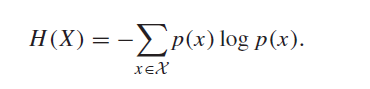 H(X) = −∑ p(x) log p(x).
x∈𝒳